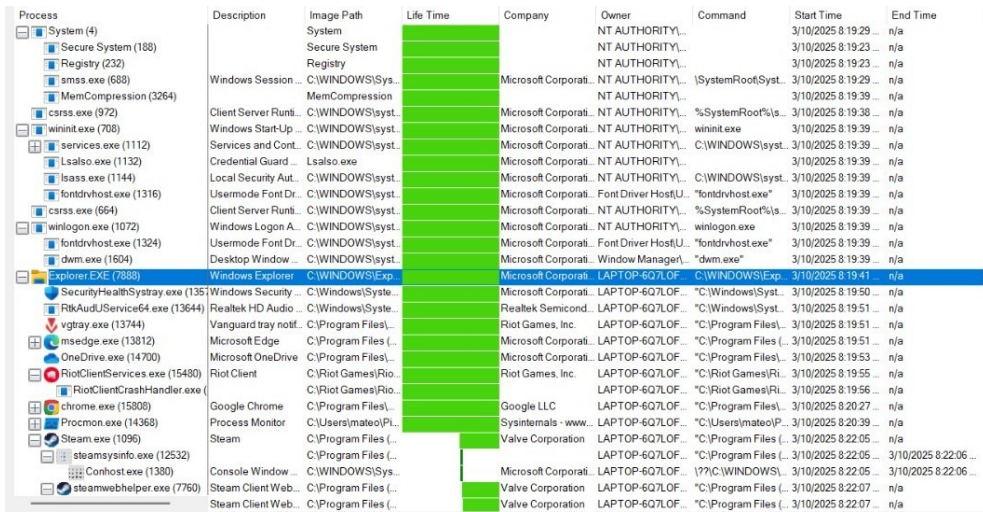 Process Description Image Path Life Time Company Owner Command Start Time End Time
System (4) System NT AUTHORITY\... 3/10/2025 8:19:29 ... n/a
Secure System (188) Secure System NT AUTHORITY\... 3/10/2025 8:19:23 ... n/a
Registry (232) Registry NT AUTHORITY\... 3/10/2025 8:19:23 ... n/a
smss.exe (688) Windows Session ... C:\WINDOWS\Sys... Microsoft Corporati... NT AUTHORITY\... \SystemRoot\Syst... 3/10/2025 8:19:29 ... n/a
MemCompression (3264) MemCompression NT AUTHORITY\... 3/10/2025 8:19:39 ... n/a
csrss.exe (972) Client Server Runti... C:\WINDOWS\syst... Microsoft Corporati... NT AUTHORITY\... %SystemRoot%\s... 3/10/2025 8:19:38 ... n/a
wininit.exe (708) Windows Start-Up ... C:\WINDOWS\syst... Microsoft Corporati... NT AUTHORITY\... wininit.exe 3/10/2025 8:19:39 ... n/a
services.exe (1112) Services and Cont... C:\WINDOWS\syst... Microsoft Corporati... NT AUTHORITY\... C:\WINDOWS\syst... 3/10/2025 8:19:39 ... n/a
LsaIso.exe (1132) Credential Guard ... LsaIso.exe Microsoft Corporati... NT AUTHORITY\... 3/10/2025 8:19:39 ... n/a
lsass.exe (1144) Local Security Aut... C:\WINDOWS\syst... Microsoft Corporati... NT AUTHORITY\... C:\WINDOWS\syst... 3/10/2025 8:19:39 ... n/a
fontdrvhost.exe (1316) Usermode Font Dr... C:\WINDOWS\syst... Microsoft Corporati... Font Driver Host\U... "fontdrvhost.exe" 3/10/2025 8:19:39 ... n/a
csrss.exe (664) Client Server Runti... C:\WINDOWS\syst... Microsoft Corporati... NT AUTHORITY\... %SystemRoot%\s... 3/10/2025 8:19:39 ... n/a
winlogon.exe (1072) Windows Logon A... C:\WINDOWS\syst... Microsoft Corporati... NT AUTHORITY\... winlogon.exe 3/10/2025 8:19:39 ... n/a
fontdrvhost.exe (1324) Usermode Font Dr... C:\WINDOWS\syst... Microsoft Corporati... Font Driver Host\U... "fontdrvhost.exe" 3/10/2025 8:19:39 ... n/a
dwm.exe (1604) Desktop Window ... C:\WINDOWS\syst... Microsoft Corporati... Window Manager\... "dwm.exe" 3/10/2025 8:19:39 ... n/a
Explorer.EXE (7888) Windows Explorer C:\WINDOWS\Exp... Microsoft Corporati... LAPTOP-6Q7LOF... C:\WINDOWS\Exp... 3/10/2025 8:19:41 ... n/a
SecurityHealthSystray.exe (1357 Windows Security ... C:\Windows\Syste... Microsoft Corporati... LAPTOP-6Q7LOF... "C:\Windows\Syst... 3/10/2025 8:19:50 ... n/a
RtkAudUService64.exe (13644) Realtek HD Audio ... C:\Windows\Syste... Realtek Semicond... LAPTOP-6Q7LOF... "C:\Windows\Syst... 3/10/2025 8:19:51 ... n/a
vgtray.exe (13744) Vanguard tray notif... C:\Program Files\... Riot Games, Inc. LAPTOP-6Q7LOF... "C:\Program Files\... 3/10/2025 8:19:51 ... n/a
msedge.exe (13812) Microsoft Edge C:\Program Files (... Microsoft Corporati... LAPTOP-6Q7LOF... "C:\Program Files (... 3/10/2025 8:19:51 ... n/a
OneDrive.exe (14700) Microsoft OneDrive C:\Program Files\... Microsoft Corporati... LAPTOP-6Q7LOF... "C:\Program Files\... 3/10/2025 8:19:53 ... n/a
RiotClientServices.exe (15480) Riot Client C:\Riot Games\Rio... Riot Games, Inc. LAPTOP-6Q7LOF... "C:\Riot Games\Ri... 3/10/2025 8:19:55 ... n/a
RiotClientCrashHandler.exe ( C:\Riot Games\Rio... LAPTOP-6Q7LOF... "C:\Riot Games\Ri... 3/10/2025 8:19:56 ... n/a
chrome.exe (15808) Google Chrome C:\Program Files\... Google LLC LAPTOP-6Q7LOF... "C:\Program Files\... 3/10/2025 8:20:27 ... n/a
Procmon.exe (14368) Process Monitor C:\Users\mateo\Pi... Sysinternals - www... LAPTOP-6Q7LOF... "C:\Users\mateo\P... 3/10/2025 8:20:39 ... n/a
Steam.exe (1096) Steam C:\Program Files (... Valve Corporation LAPTOP-6Q7LOF... "C:\Program Files (... 3/10/2025 8:22:05 ... n/a
steamsysinfo.exe (12532) C:\Program Files (... LAPTOP-6Q7LOF... "C:\Program Files (... 3/10/2025 8:22:05 ... 3/10/2025 8:22:06 ...
Conhost.exe (1380) Console Window ... C:\WINDOWS\Sys... Microsoft Corporati... LAPTOP-6Q7LOF... \??\C:\WINDOWS\... 3/10/2025 8:22:05 ... 3/10/2025 8:22:06 ...
steamwebhelper.exe (7760) Steam Client Web... C:\Program Files (... Valve Corporation LAPTOP-6Q7LOF... "C:\Program Files (... 3/10/2025 8:22:07 ... n/a
Steam Client Web... C:\Program Files (... Valve Corporation LAPTOP-6Q7LOF... "C:\Program Files (... 3/10/2025 8:22:07 ... n/a